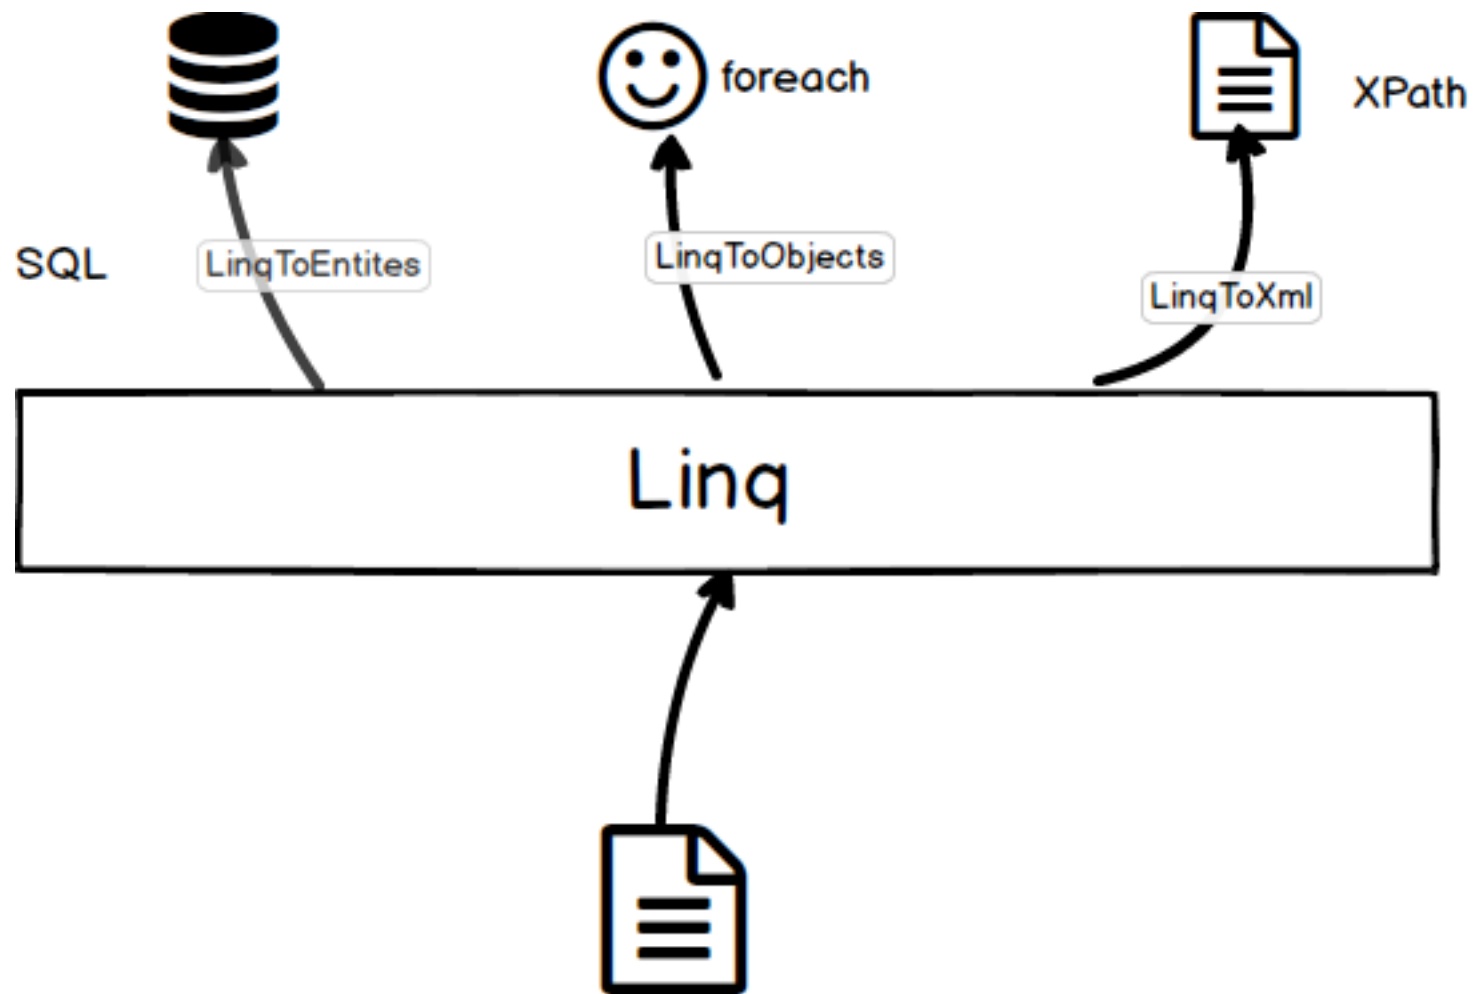 foreach
XPath
SQL
LinqToEntites
LinqToObjects
LinqToXml
Linq